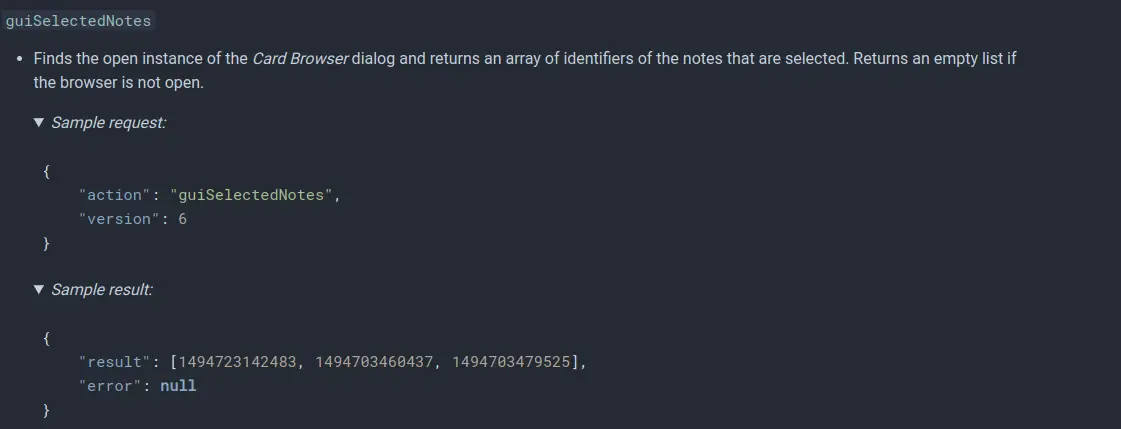 guiSelectedNotes
• Finds the open instance of the Card Browser dialog and returns an array of identifiers of the notes that are selected. Returns an empty list if
the browser is not open.
▼ Sample request:
{
    "action": "guiSelectedNotes",
    "version": 6
}
▼ Sample result:
{
    "result": [1494723142483, 1494703460437, 1494703479525],
    "error": null
}